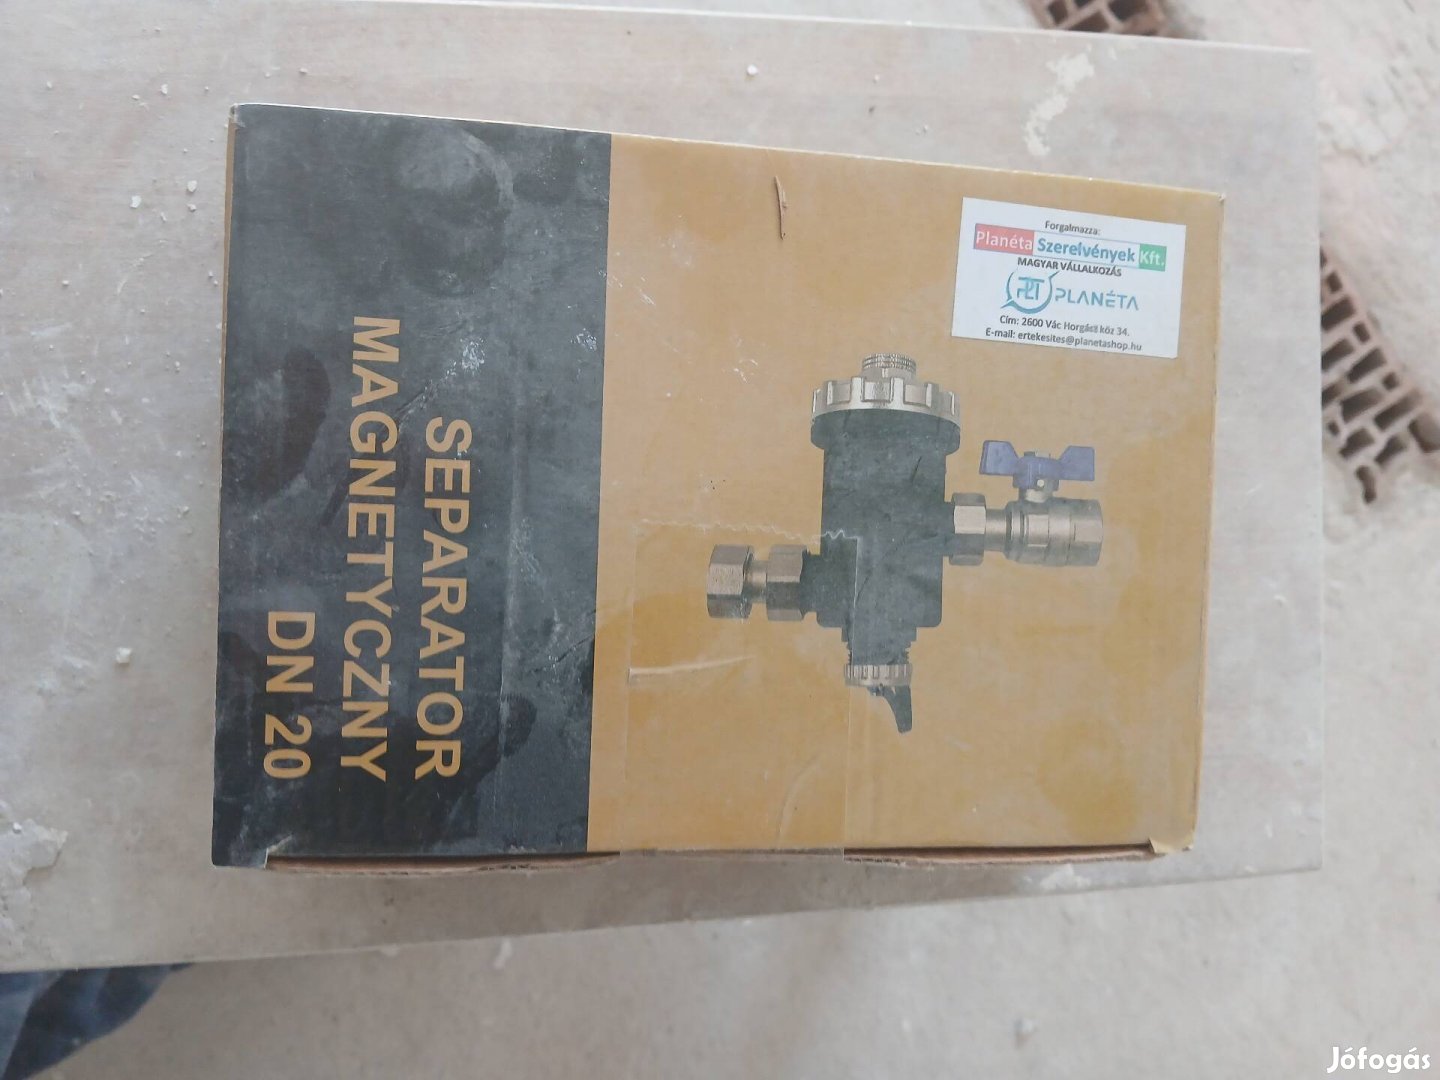 SEPARATOR
MAGNETYCZNY
DN 20
Forgalmazza:
Planéta Szerelvények Kft.
MAGYAR VÁLLALKOZÁS
PLANÉTA
Cím: 2600 Vác Horgász köz 34.
E-mail: ertekesites@planetashop.hu
Jófogás